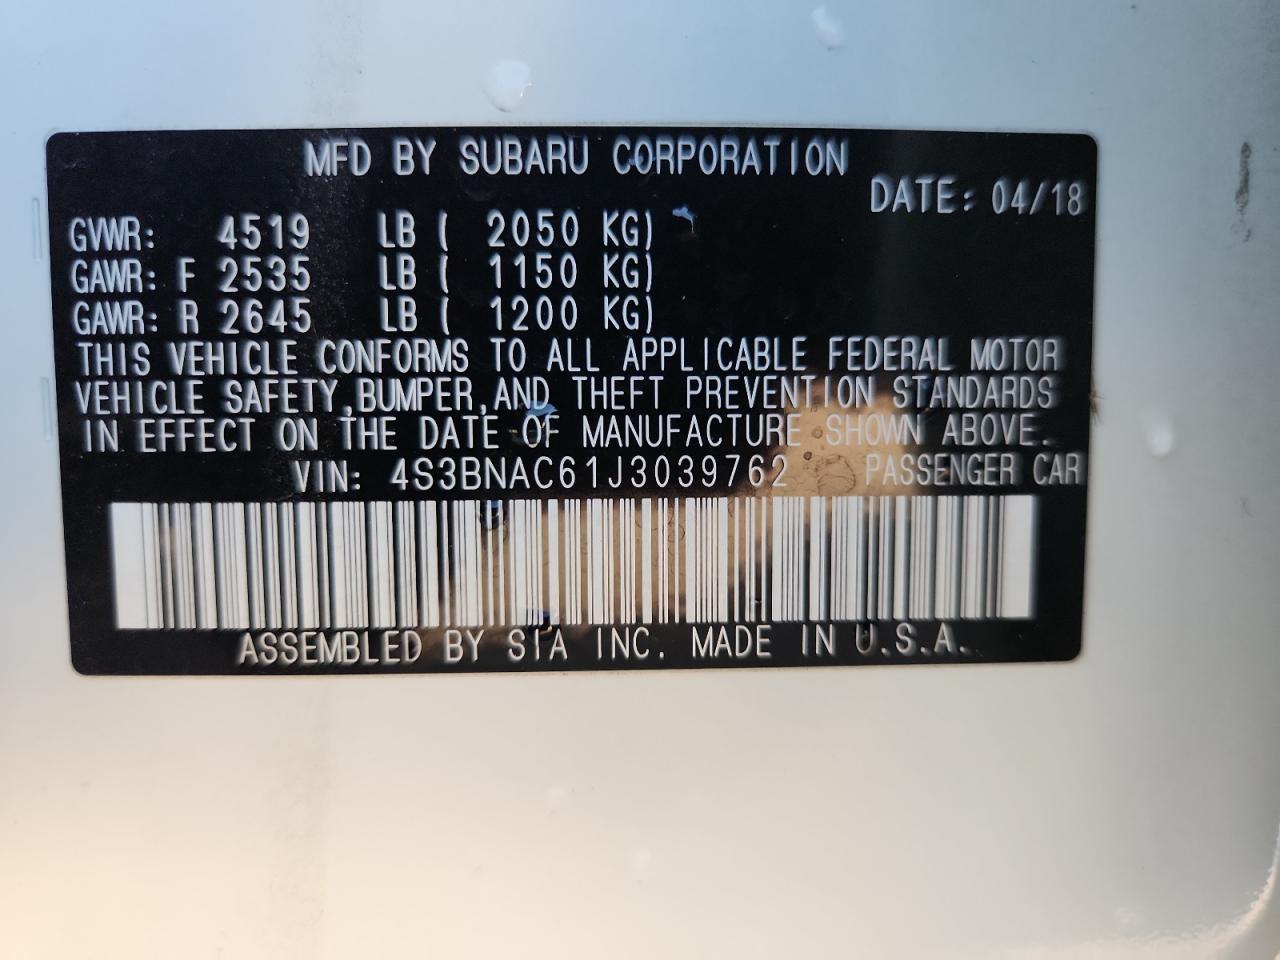 MFD BY SUBARU CORPORATION
DATE: 04/18
GVWR: 4519 LB ( 2050 KG)
GAWR: F 2535 LB ( 1150 KG)
GAWR: R 2645 LB ( 1200 KG)
THIS VEHICLE CONFORMS TO ALL APPLICABLE FEDERAL MOTOR
VEHICLE SAFETY,BUMPER,AND THEFT PREVENTION STANDARDS
IN EFFECT ON THE DATE OF MANUFACTURE SHOWN ABOVE.
VIN: 4S3BNAC61J3039762 PASSENGER CAR
ASSEMBLED BY SIA INC. MADE IN U.S.A.